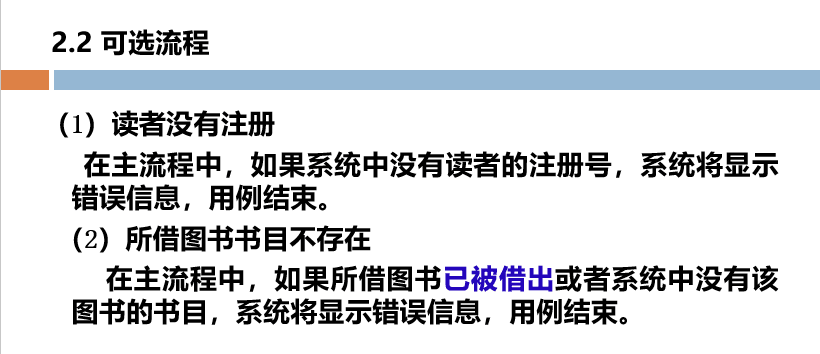 2.2 可选流程
（1）读者没有注册
在主流程中，如果系统中没有读者的注册号，系统将显示
错误信息，用例结束。
（2）所借图书书目不存在
在主流程中，如果所借图书已被借出或者系统中没有该
图书的书目，系统将显示错误信息，用例结束。